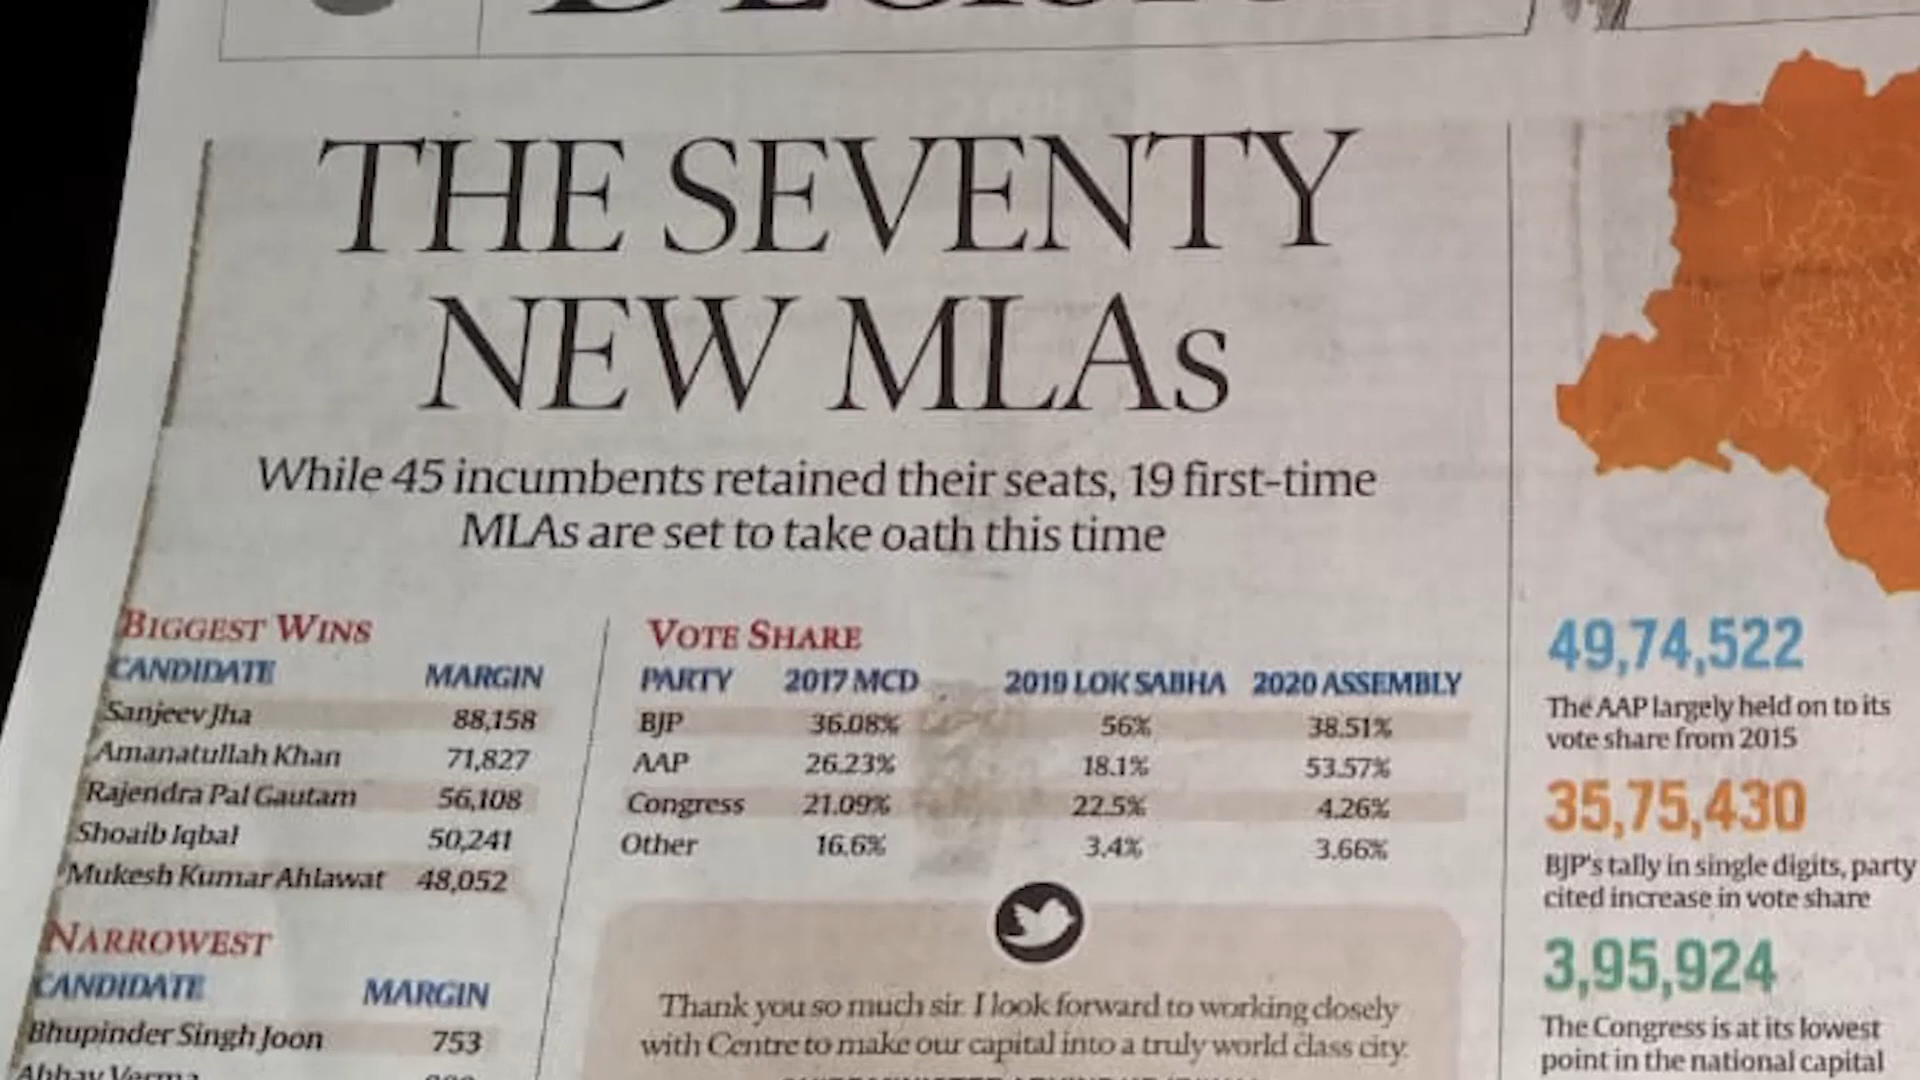 THE SEVENTY
NEW MLAs
While 45 incumbents retained their seats, 19 first-time
MLAs are set to take oath this time
BIGGEST WINS
CANDIDATE MARGIN
Sanjeev Jha 88,158
Amanatullah Khan 71,827
Rajendra Pal Gautam 56,108
Shoaib Iqbal 50,241
Mukesh Kumar Ahlawat 48,052
NARROWEST
CANDIDATE MARGIN
Bhupinder Singh Joon 753
Abhay Verma
VOTE SHARE
PARTY 2017 MCD 2019 LOK SABHA 2020 ASSEMBLY
BJP 36.08% 56% 38.51%
AAP 26.23% 18.1% 53.57%
Congress 21.09% 22.5% 4.26%
Other 16.6% 3.4% 3.66%
Thank you so much sir. I look forward to working closely
with Centre to make our capital into a truly world class city.
49,74,522
The AAP largely held on to its
vote share from 2015
35,75,430
BJP's tally in single digits, party
cited increase in vote share
3,95,924
The Congress is at its lowest
point in the national capital